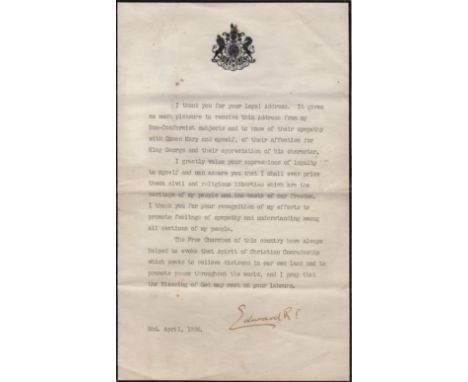 I thank you for your Loyal Address. It gives
me much pleasure to receive this Address from my
Non-Conformist subjects and to know of their sympathy
with Queen Mary and myself, of their affection for
King George and their appreciation of his character.
I greatly value your expressions of loyalty
to myself and can assure you that I shall ever prize
those civil and religious liberties which are the
heritage of my people and the basis of our freedom.
I thank you for your recognition of my efforts to
promote feelings of sympathy and understanding among
all sections of my people.
The Free Churches of this country have always
helped to evoke that spirit of Christian Comradeship
which seeks to relieve distress in our own land and to
promote peace throughout the world, and I pray that
the Blessing of God may rest on your labours.
Edward R I
2nd. April, 1936.